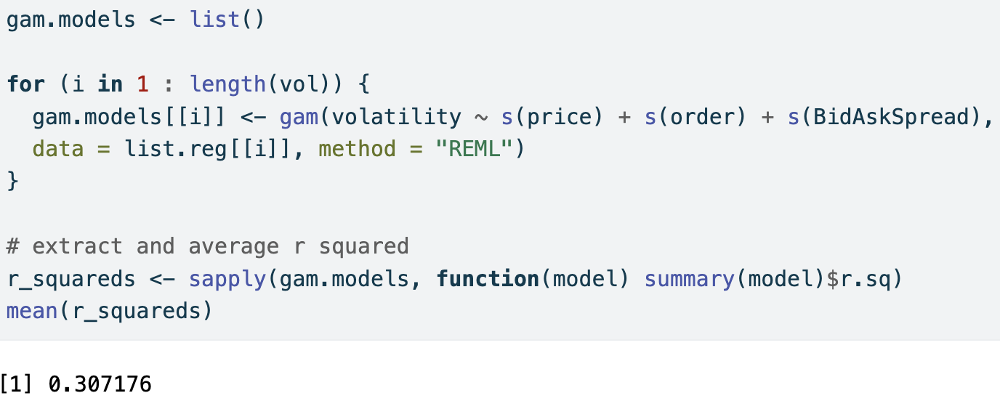 gam.models <- list()
for (i in 1 : length(vol)) {
  gam.models[[i]] <- gam(volatility ~ s(price) + s(order) + s(BidAskSpread),
  data = list.reg[[i]], method = "REML")
}
# extract and average r squared
r_squareds <- sapply(gam.models, function(model) summary(model)$r.sq)
mean(r_squareds)
[1] 0.307176